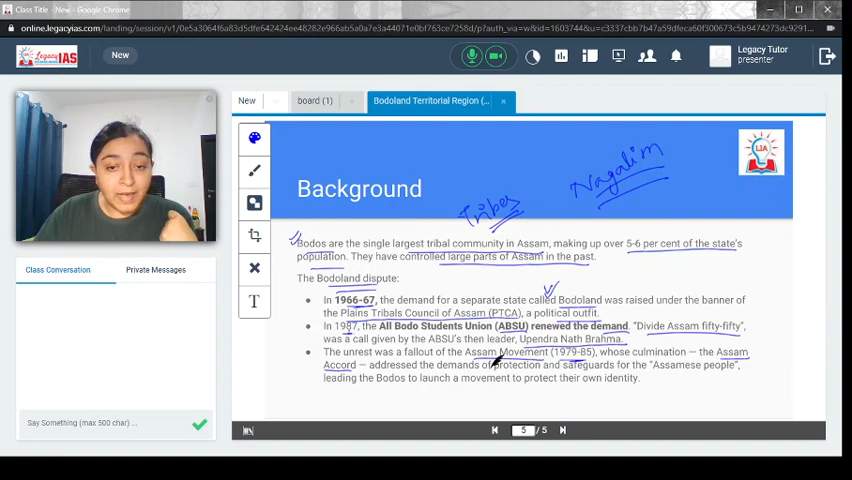 Class Title - New - Google Chrome
online.legacyias.com/landing/session/v1/0e5a3064f6a83d5dfe642424ee48282e966ab5a0a7e3a44071e0bf763ce7258d/p?auth_via=w&id=1603744&u=c3337cbb7b47a59dfeca60f300673c5b9474273dc9291...
Legacy IAS
New
Legacy Tutor
presenter
New
board (1)
Bodoland Territorial Region (...
LIA
Nagalim
Background
Tribes
Bodos are the single largest tribal community in Assam, making up over 5-6 per cent of the state's
population. They have controlled large parts of Assam in the past.
The Bodoland dispute:
● In 1966-67, the demand for a separate state called Bodoland was raised under the banner of
the Plains Tribals Council of Assam (PTCA), a political outfit.
● In 1987, the All Bodo Students Union (ABSU) renewed the demand. "Divide Assam fifty-fifty",
was a call given by the ABSU's then leader, Upendra Nath Brahma.
● The unrest was a fallout of the Assam Movement (1979-85), whose culmination — the Assam
Accord — addressed the demands of protection and safeguards for the "Assamese people",
leading the Bodos to launch a movement to protect their own identity.
T
Class Conversation
Private Messages
Say Something (max 500 char) ...
5 / 5